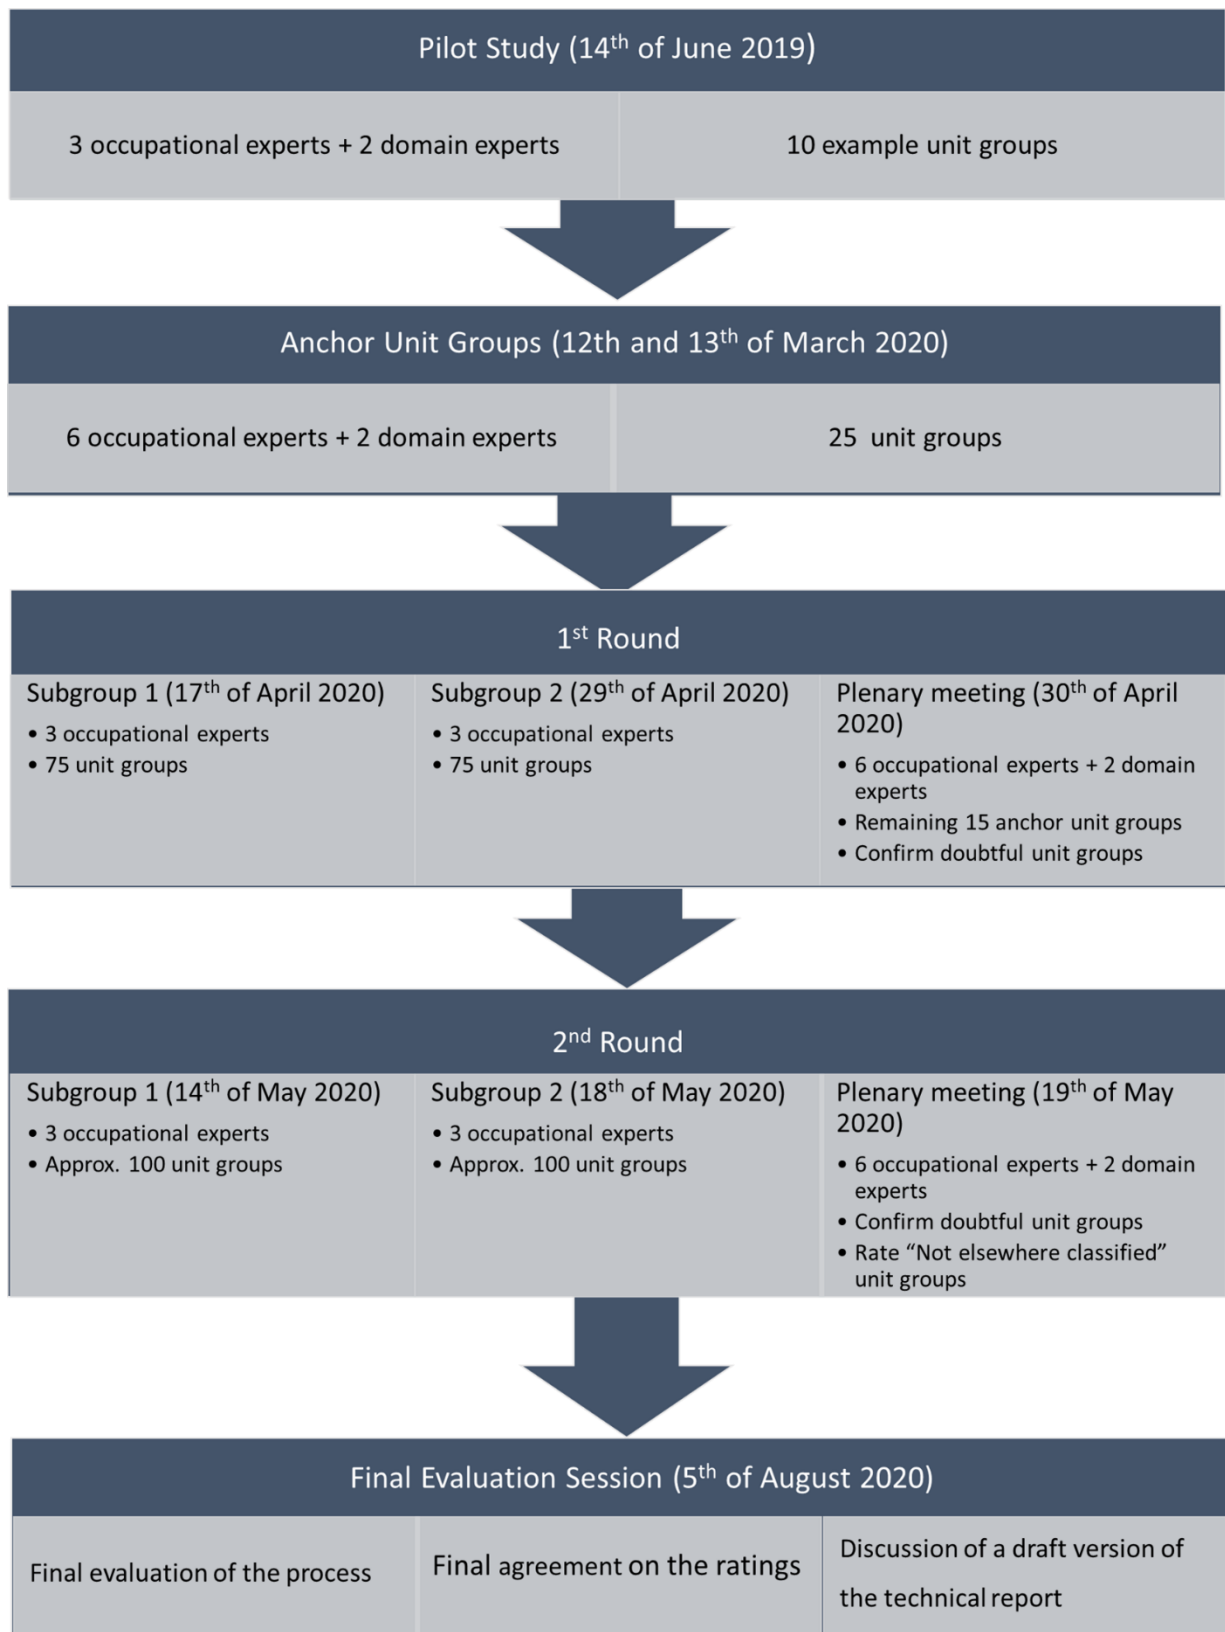 Pilot Study (14th of June 2019)
3 occupational experts + 2 domain experts
10 example unit groups
Anchor Unit Groups (12th and 13th of March 2020)
6 occupational experts + 2 domain experts
25 unit groups
1st Round
Subgroup 1 (17th of April 2020)
• 3 occupational experts
• 75 unit groups
Subgroup 2 (29th of April 2020)
• 3 occupational experts
• 75 unit groups
Plenary meeting (30th of April
2020)
• 6 occupational experts + 2 domain
experts
• Remaining 15 anchor unit groups
• Confirm doubtful unit groups
2nd Round
Subgroup 1 (14th of May 2020)
• 3 occupational experts
• Approx. 100 unit groups
Subgroup 2 (18th of May 2020)
• 3 occupational experts
• Approx. 100 unit groups
Plenary meeting (19th of May
2020)
• 6 occupational experts + 2 domain
experts
• Confirm doubtful unit groups
• Rate “Not elsewhere classified”
unit groups
Final Evaluation Session (5th of August 2020)
Final evaluation of the process
Final agreement on the ratings
Discussion of a draft version of
the technical report